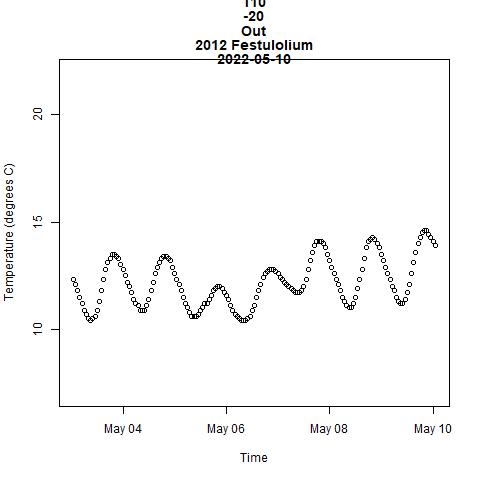 110
-20
Out
2012 Festulolium
2022-05-10
Temperature (degrees C)
20
15
10
May 04
May 06
May 08
May 10
Time